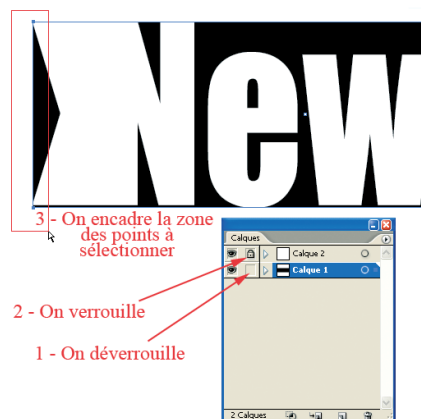 New
3 - On encadre la zone
des points à
sélectionner
Calques
Calque 2
Calque 1
2 - On verrouille
1 - On déverrouille
2 Calques